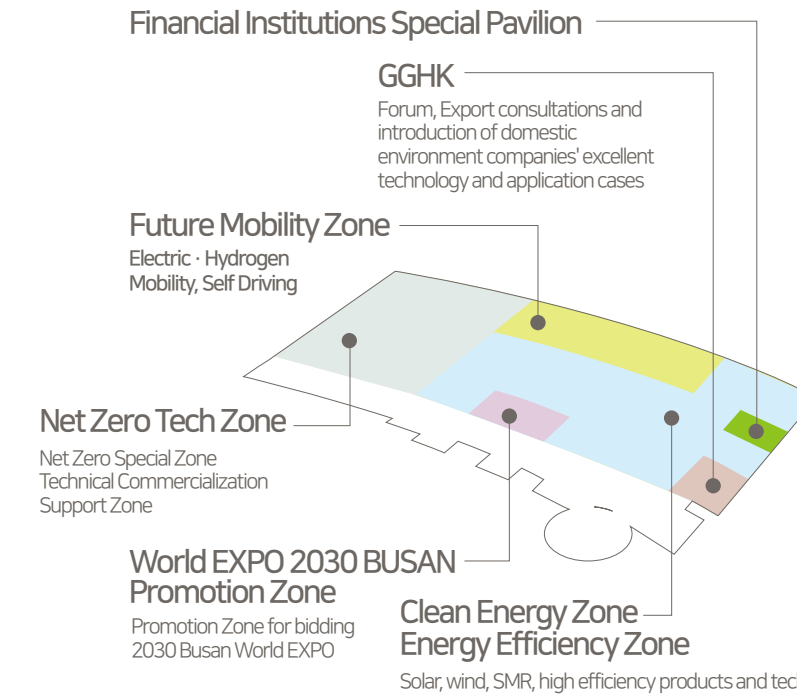 Financial Institutions Special Pavilion
GGHK
Forum, Export consultations and
introduction of domestic
environment companies' excellent
technology and application cases
Future Mobility Zone
Electric · Hydrogen
Mobility, Self Driving
Net Zero Tech Zone
Net Zero Special Zone
Technical Commercialization
Support Zone
World EXPO 2030 BUSAN
Promotion Zone
Promotion Zone for bidding
2030 Busan World EXPO
Clean Energy Zone
Energy Efficiency Zone
Solar, wind, SMR, high efficiency products and